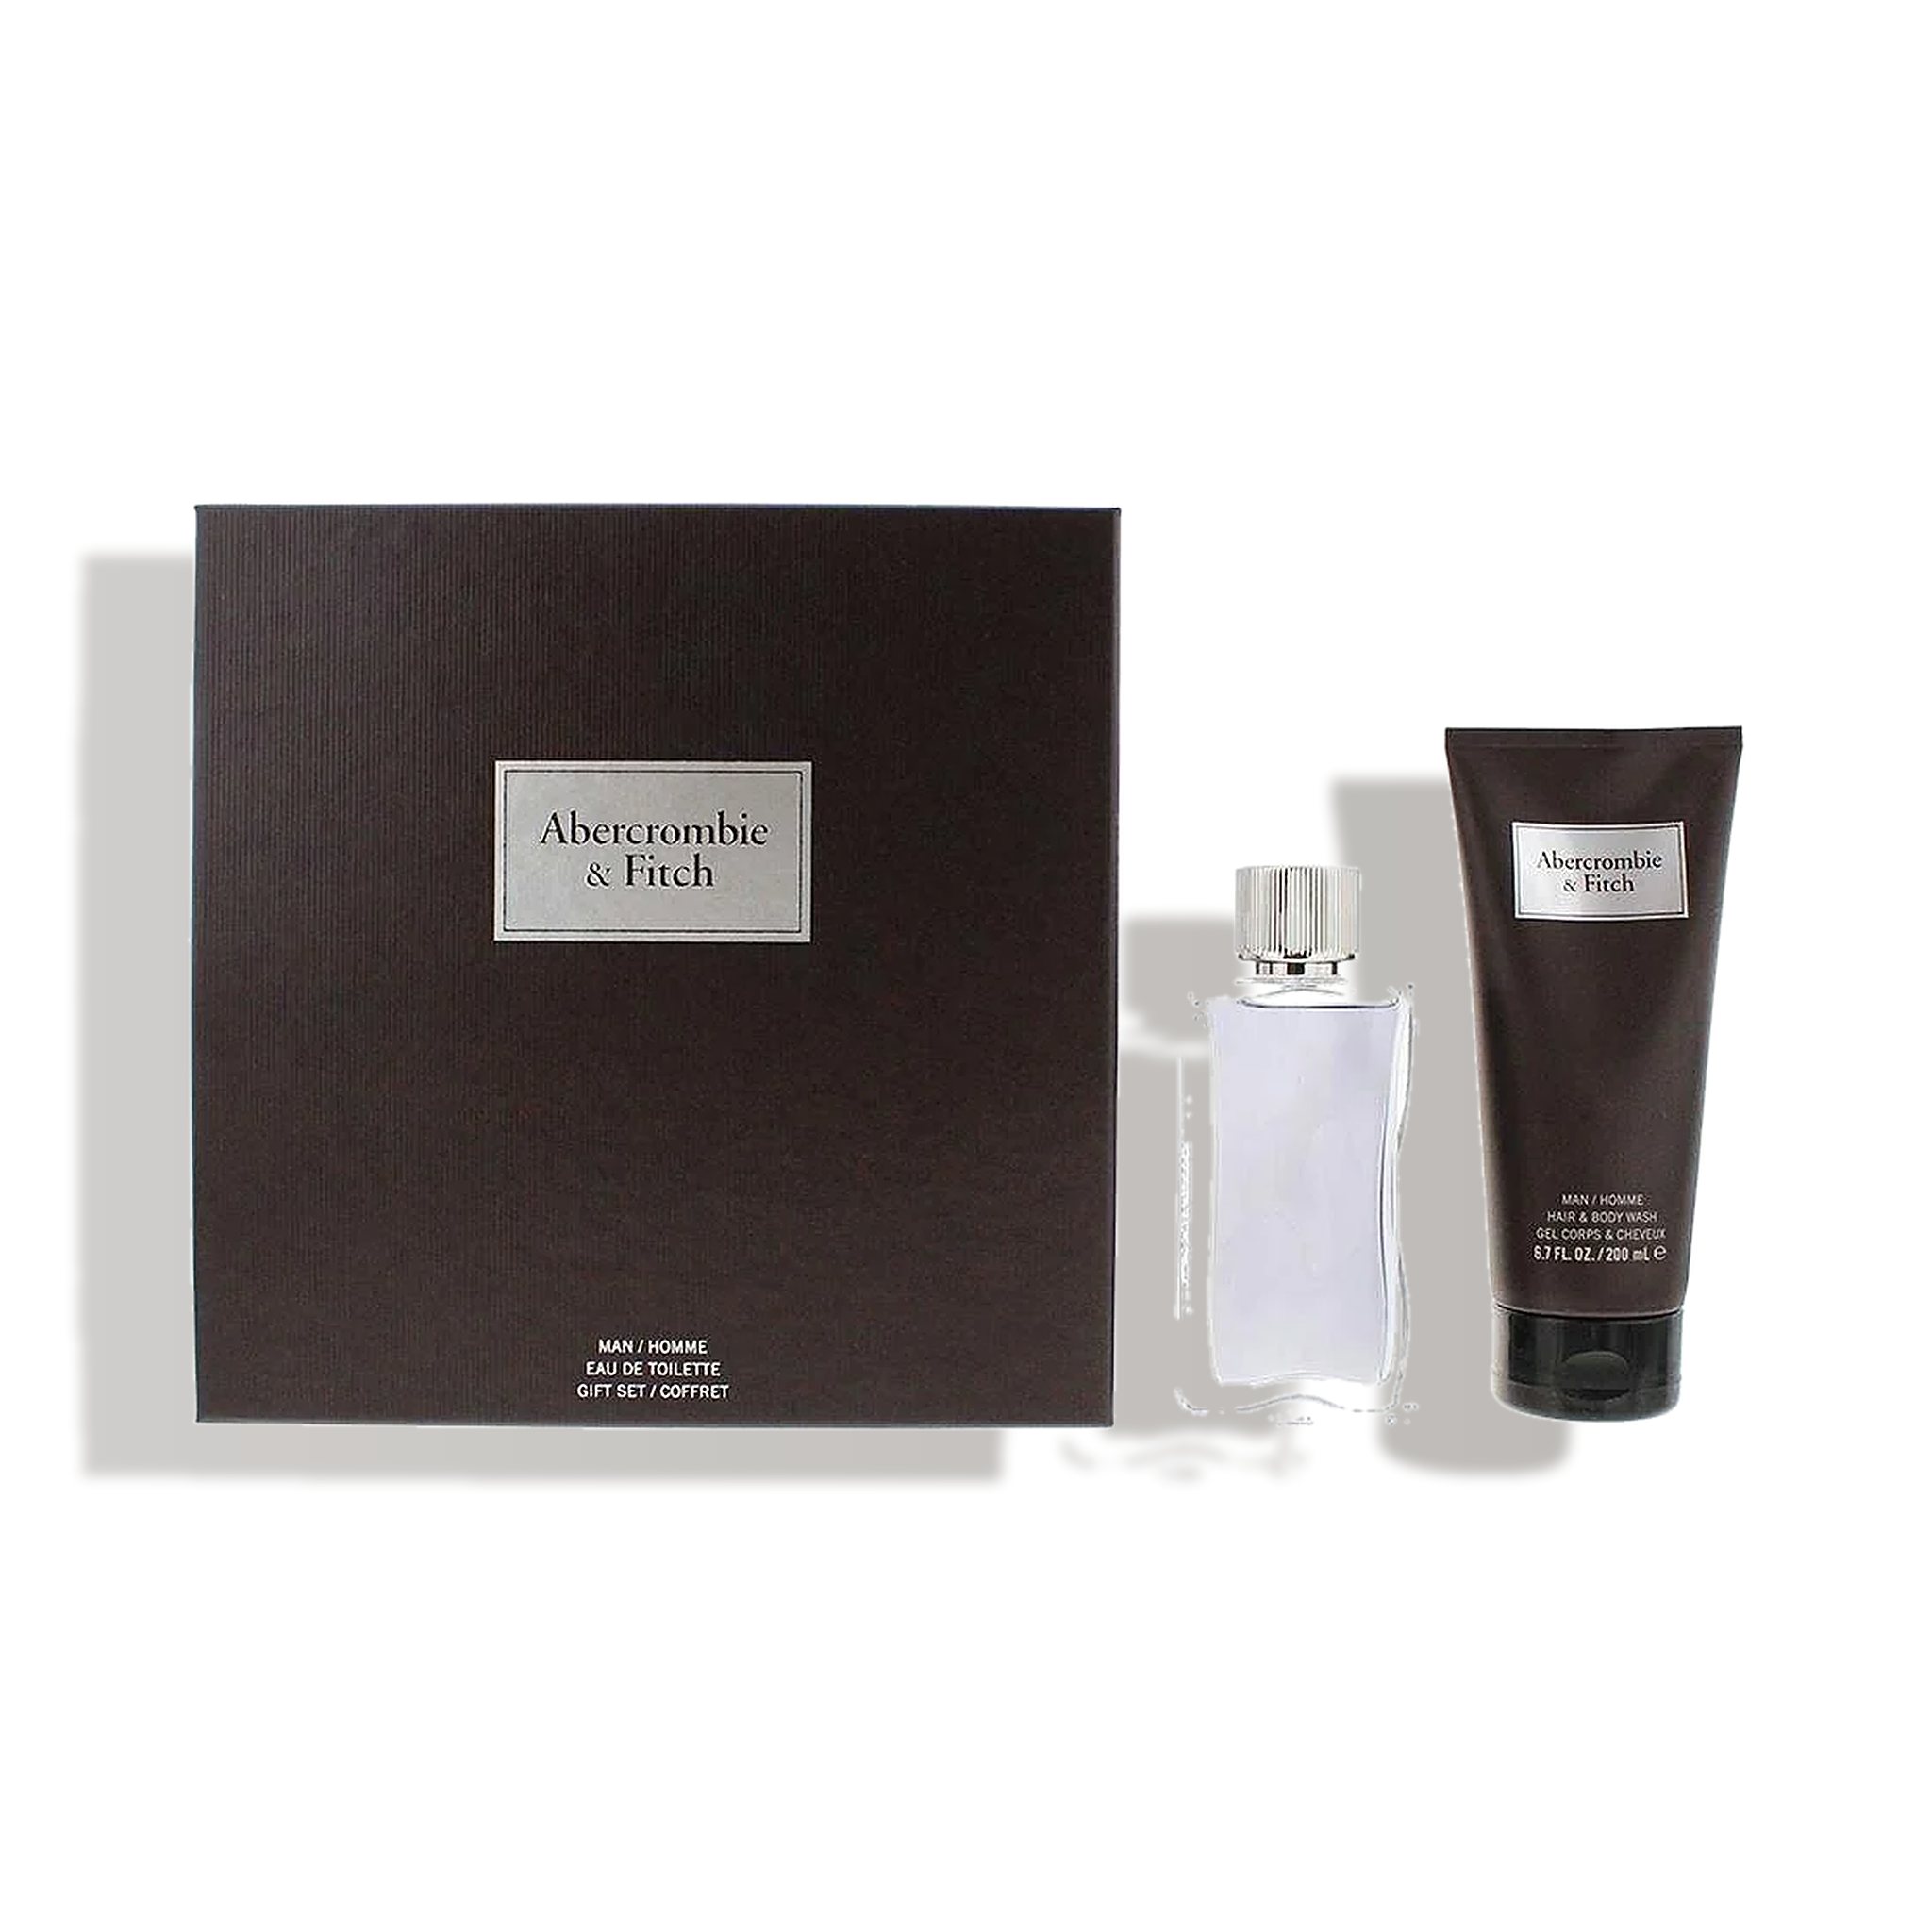 Abercrombie
& Fitch
MAN / HOMME
EAU DE TOILETTE
GIFT SET / COFFRET
Abercrombie
& Fitch
MAN / HOMME
HAIR & BODY WASH
GEL CORPS & CHEVEUX
6.7 FL. OZ. / 200 mL ℮